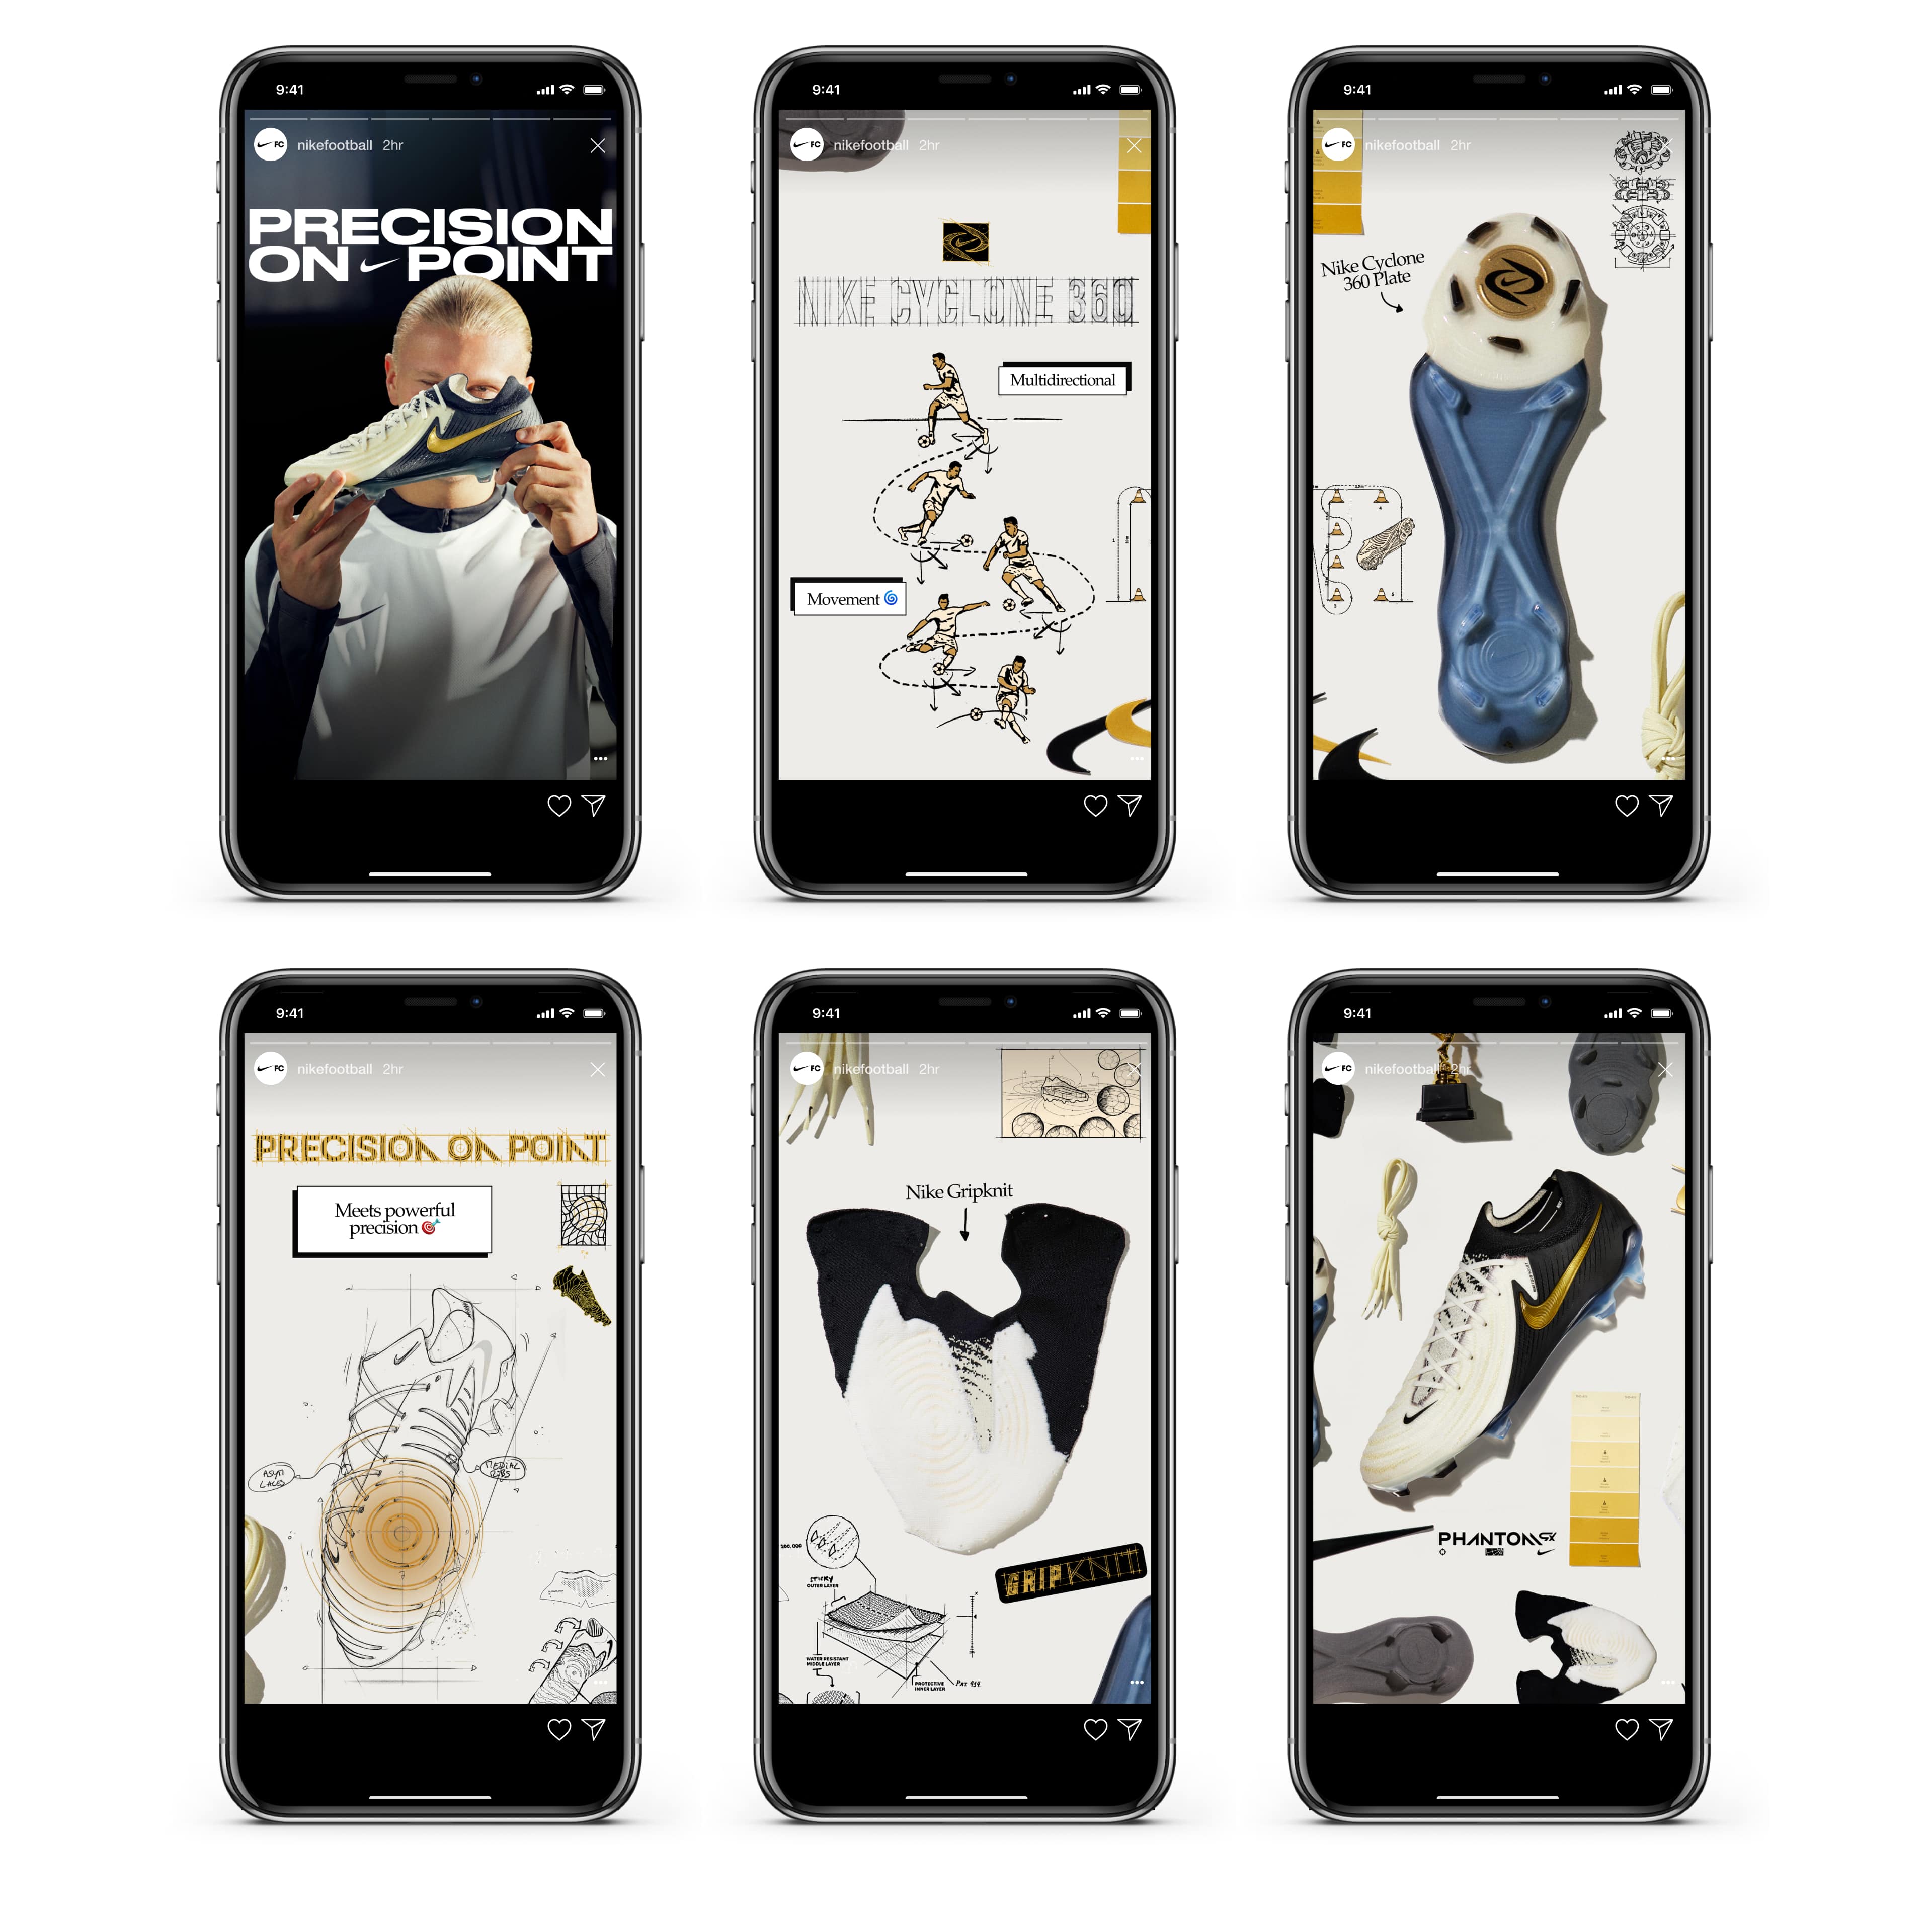 9:41
FC nikefootball 2hr
PRECISION
ON POINT
9:41
FC nikefootball 2hr
NIKE CYCLONE 360
Multidirectional
Movement 🌀
9:41
FC nikefootball 2hr
Nike Cyclone
360 Plate
9:41
FC nikefootball 2hr
PRECISION ON POINT
Meets powerful
precision 🎯
ASYM
LACES
MEDIAL
RIBS
9:41
FC nikefootball 2hr
Nike Gripknit
STICKY
OUTER LAYER
GRIPKNIT
WATER RESISTANT
MIDDLE LAYER
PROTECTIVE
INNER LAYER
9:41
FC nikefootball 2hr
PHANTOM GX